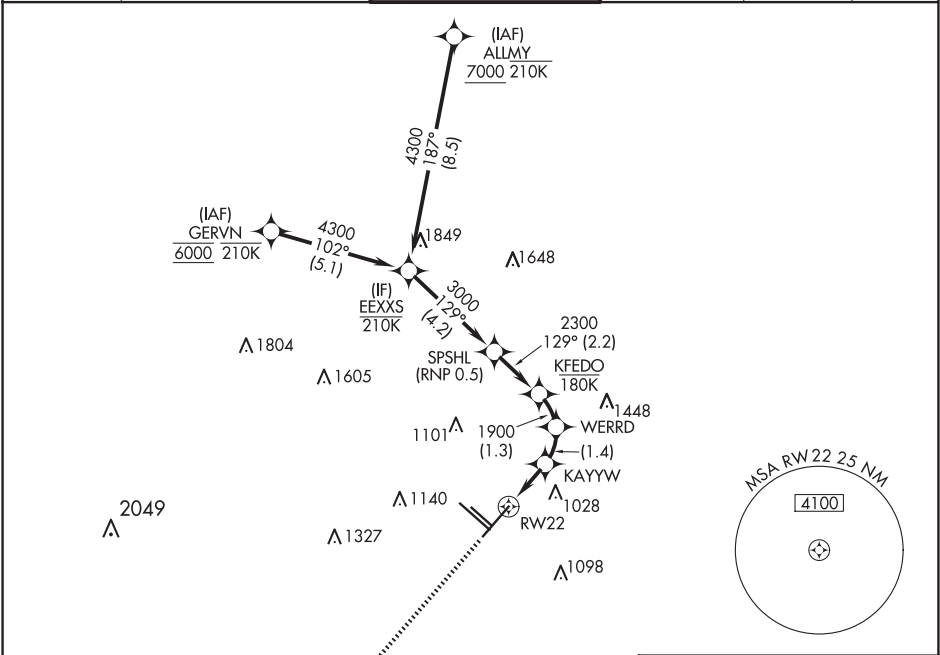 (IAF)
ALLMY
7000 210K
4300
187°
(8.5)
(IAF)
GERVN
6000 210K
4300
102°
(5.1)
1849
1648
(IF)
EEXXS
210K
3000
129°
(4.2)
2300
129° (2.2)
1804
SPSHL
(RNP 0.5)
KFEDO
180K
1605
1448
1101
1900
(1.3)
WERRD
(1.4)
KAYYW
MSA RW22 25 NM
4100
1140
1028
2049
RW22
1327
1098